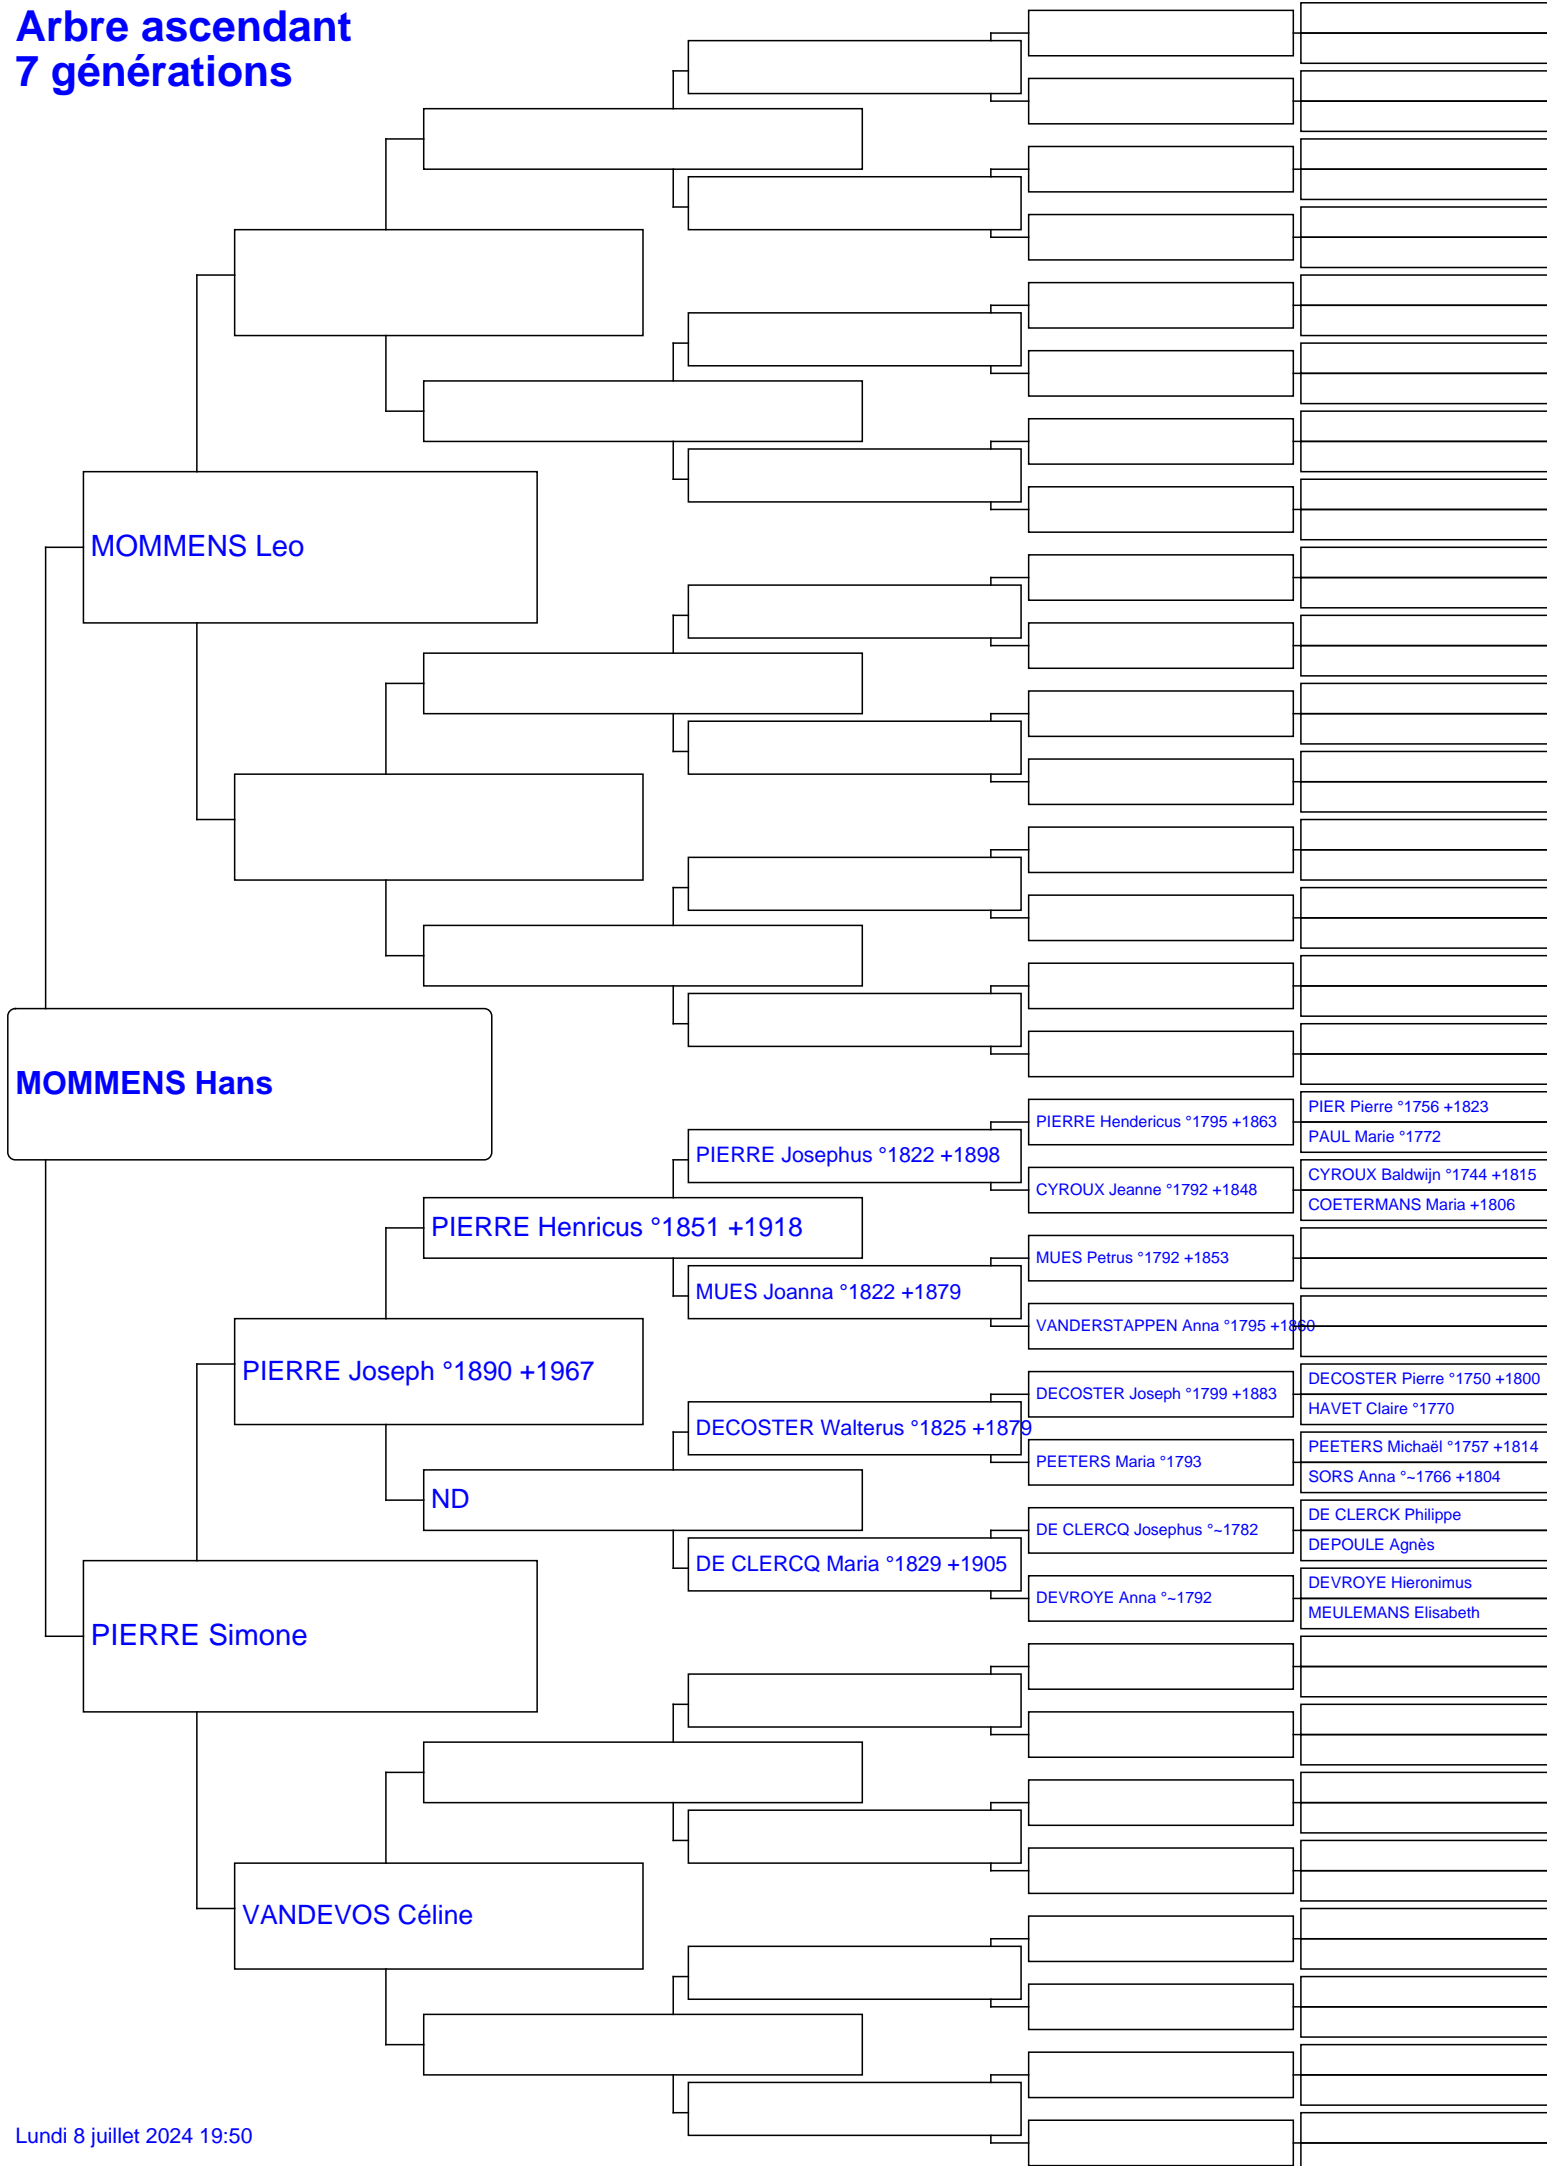 Arbre ascendant
7 générations
MOMMENS Leo
MOMMENS Hans
PIERRE Hendericus °1795 +1863
PIER Pierre °1756 +1823
PAUL Marie °1772
PIERRE Josephus °1822 +1898
CYROUX Jeanne °1792 +1848
CYROUX Baldwijn °1744 +1815
COETERMANS Maria +1806
PIERRE Henricus °1851 +1918
MUES Petrus °1792 +1853
MUES Joanna °1822 +1879
VANDERSTAPPEN Anna °1795 +1860
PIERRE Joseph °1890 +1967
DECOSTER Joseph °1799 +1883
DECOSTER Pierre °1750 +1800
HAVET Claire °1770
DECOSTER Walterus °1825 +1879
PEETERS Maria °1793
PEETERS Michaël °1757 +1814
SORS Anna °~1766 +1804
ND
DE CLERCQ Josephus °~1782
DE CLERCK Philippe
DEPOULE Agnès
DE CLERCQ Maria °1829 +1905
DEVROYE Anna °~1792
DEVROYE Hieronimus
MEULEMANS Elisabeth
PIERRE Simone
VANDEVOS Céline
Lundi 8 juillet 2024 19:50